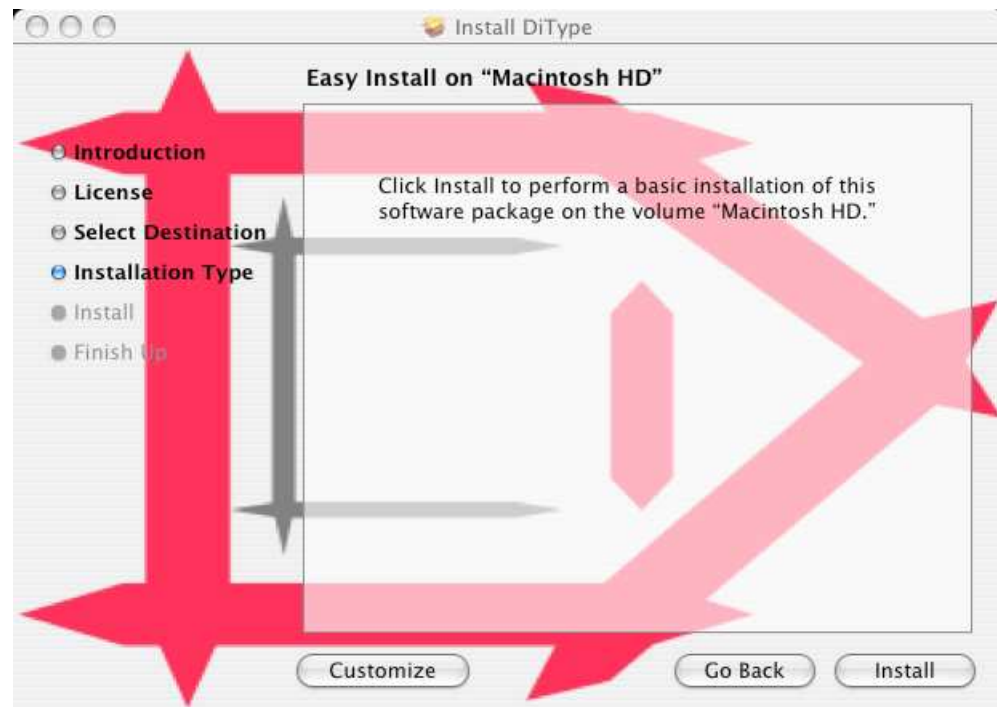 Install DiType
Easy Install on “Macintosh HD”
Introduction
License
Select Destination
Installation Type
Install
Finish Up
Click Install to perform a basic installation of this
software package on the volume “Macintosh HD.”
Customize
Go Back
Install